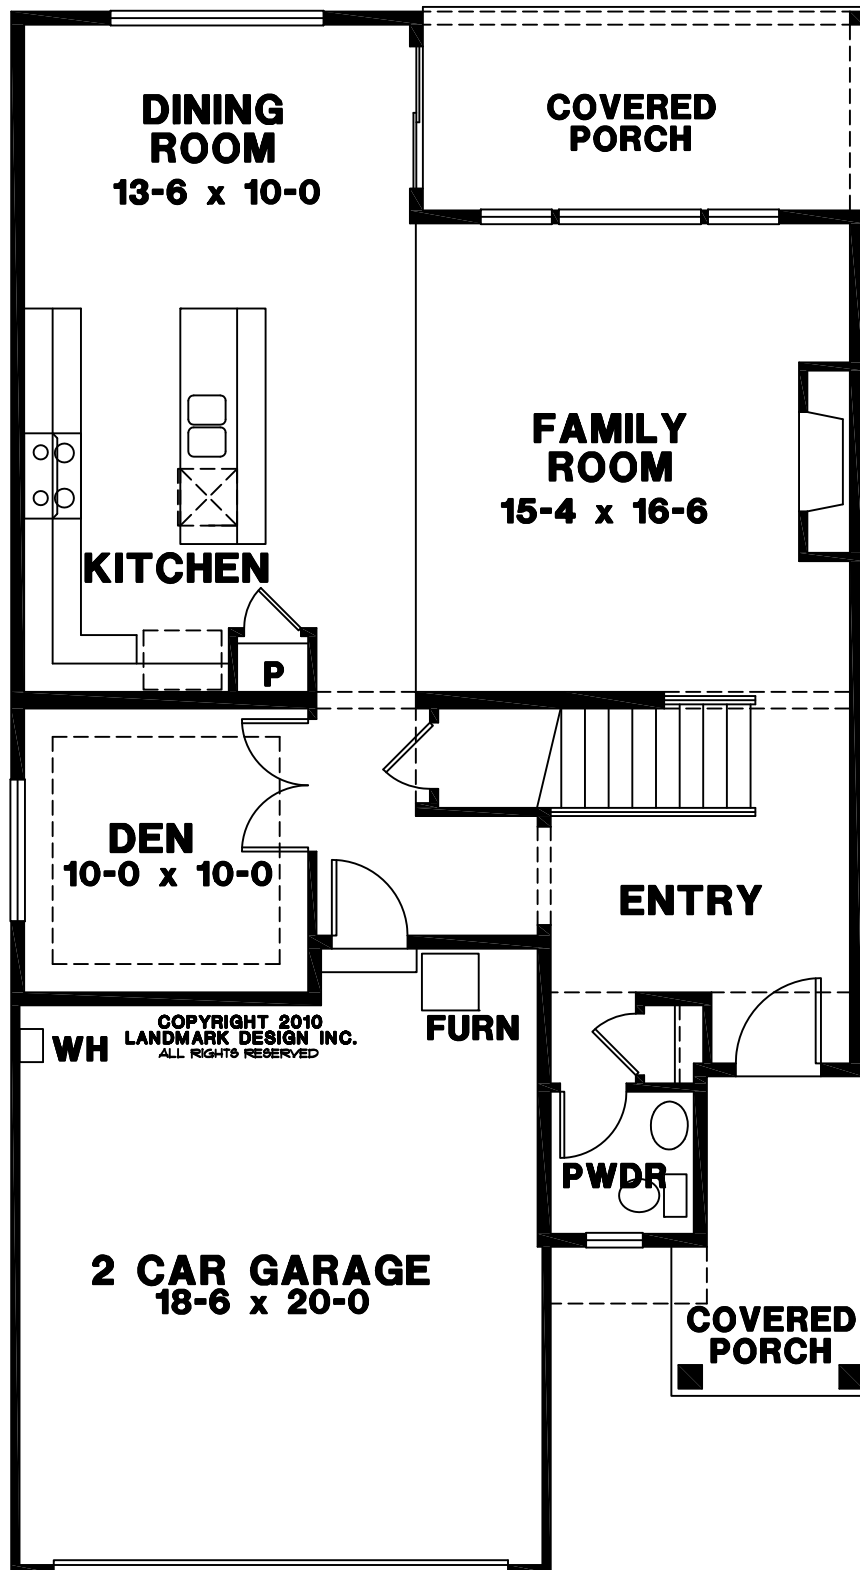 DINING
ROOM
13-6 x 10-0
COVERED
PORCH
FAMILY
ROOM
15-4 x 16-6
KITCHEN
P
DEN
10-0 x 10-0
ENTRY
COPYRIGHT 2010
LANDMARK DESIGN INC.
ALL RIGHTS RESERVED
FURN
WH
PWDR
2 CAR GARAGE
18-6 x 20-0
COVERED
PORCH